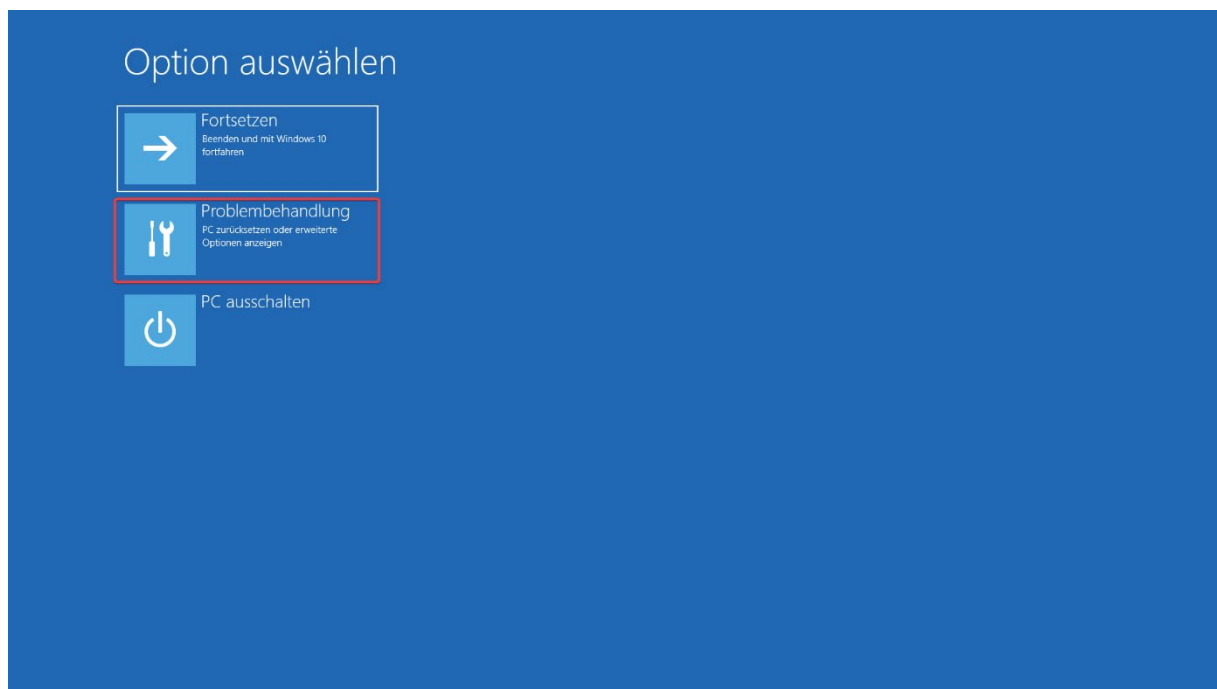 Option auswählen
Fortsetzen
Beenden und mit Windows 10
fortfahren
Problembehandlung
PC zurücksetzen oder erweiterte
Optionen anzeigen
PC ausschalten